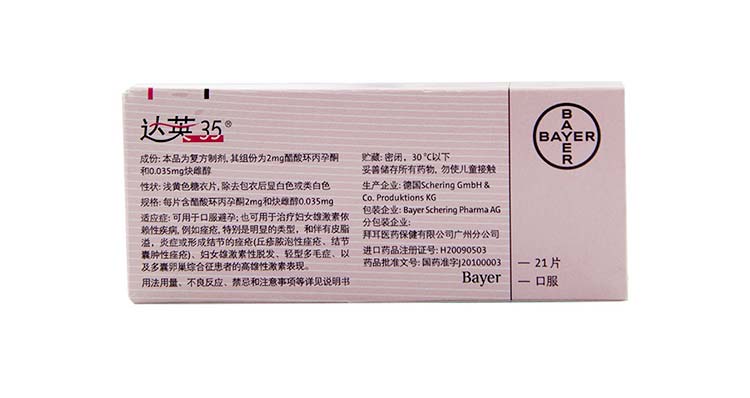 达英35®
成份: 本品为复方制剂, 其组份为2mg醋酸环丙孕酮
和0.035mg炔雌醇
性状: 浅黄色糖衣片, 除去包衣后显白色或类白色
规格: 每片含醋酸环丙孕酮2mg和炔雌醇0.035mg
适应症: 可用于口服避孕; 也可用于治疗妇女雄激素依
赖性疾病, 例如痤疮, 特别是明显的类型, 和伴有皮脂
溢, 炎症或形成结节的痤疮(丘疹脓泡性痤疮、结节
囊肿性痤疮)、妇女雄激素性脱发、轻型多毛症、以
及多囊卵巢综合征患者的高雄性激素表现。
用法用量、不良反应、禁忌和注意事项等详见说明书
贮藏: 密闭, 30℃以下
妥善储存所有药物, 勿使儿童接触
生产企业: 德国Schering GmbH &
Co. Produktions KG
包装企业: Bayer Schering Pharma AG
分包装企业:
拜耳医药保健有限公司广州分公司
进口药品注册证号: H20090503
药品批准文号: 国药准字J20100003
Bayer
BAYER
BAYER
— 21片
— 口服